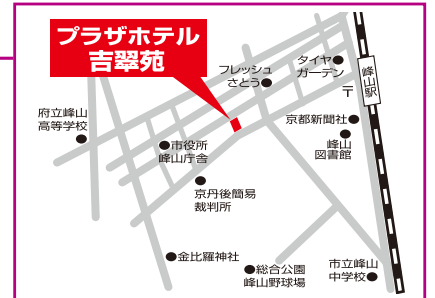 プラザホテル
吉翠苑
フレッシュ
さとう
タイヤ
ガーデン
峰山駅
〒
府立峰山
高等学校
京都新聞社
市役所
峰山庁舎
峰山
図書館
京丹後簡易
裁判所
金比羅神社
総合公園
峰山野球場
市立峰山
中学校